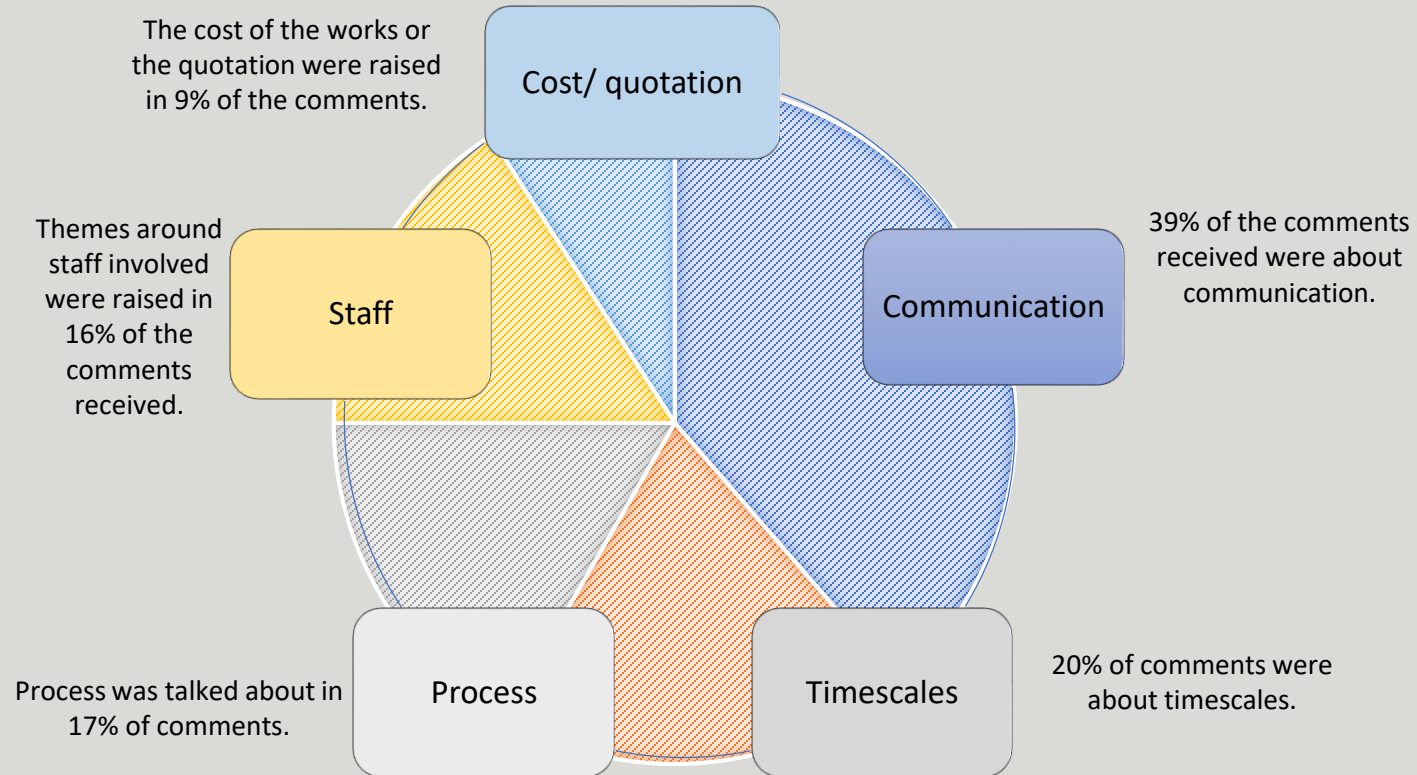 The cost of the works or
the quotation were raised
in 9% of the comments.
Cost/ quotation
Themes around
staff involved
were raised in
16% of the
comments
received.
Staff
Communication
39% of the comments
received were about
communication.
Process was talked about in
17% of comments.
Process
Timescales
20% of comments were
about timescales.